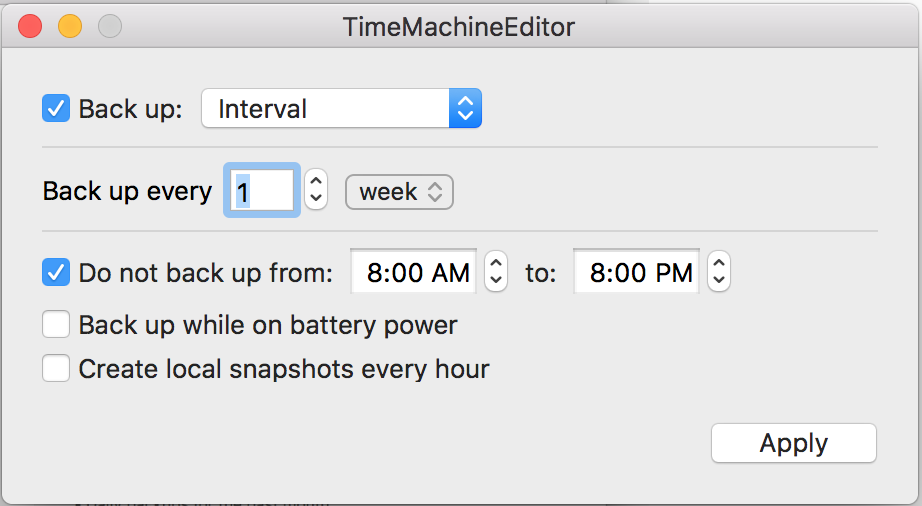 TimeMachineEditor
Back up: Interval
Back up every 1 week
Do not back up from: 8:00 AM to: 8:00 PM
Back up while on battery power
Create local snapshots every hour
Apply